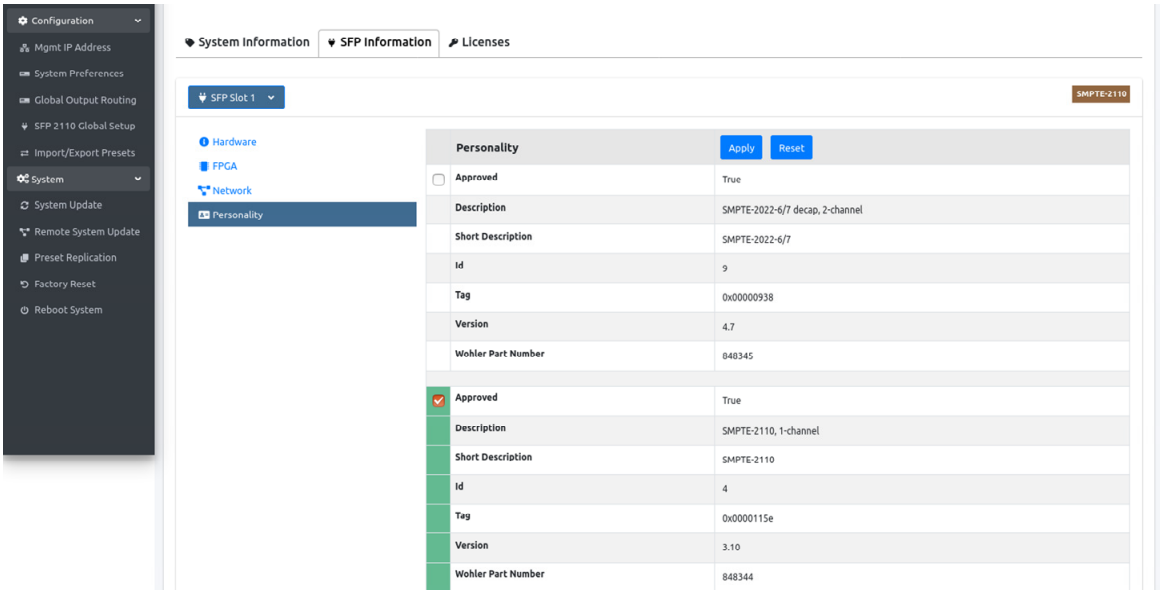 Configuration
Mgmt IP Address
System Preferences
Global Output Routing
SFP 2110 Global Setup
Import/Export Presets
System
System Update
Remote System Update
Preset Replication
Factory Reset
Reboot System
System Information SFP Information Licenses
SFP Slot 1 SMPTE-2110
Hardware
FPGA
Network
Personality
Personality Apply Reset
Approved True
Description SMPTE-2022-6/7 decap, 2-channel
Short Description SMPTE-2022-6/7
Id 9
Tag 0x00000938
Version 4.7
Wohler Part Number 848345
Approved True
Description SMPTE-2110, 1-channel
Short Description SMPTE-2110
Id 4
Tag 0x0000115e
Version 3.10
Wohler Part Number 848344